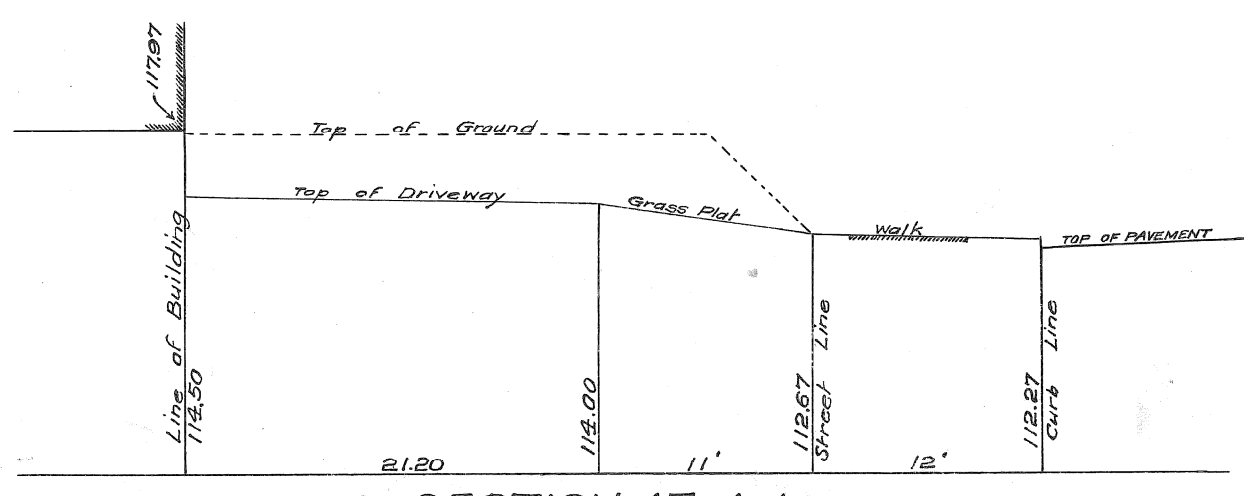 117.97
Top of Ground
Top of Driveway
Grass Plat
Walk
TOP OF PAVEMENT
Line of Building
114.50
114.00
112.67
Street Line
112.27
Curb Line
21.20
11'
12'